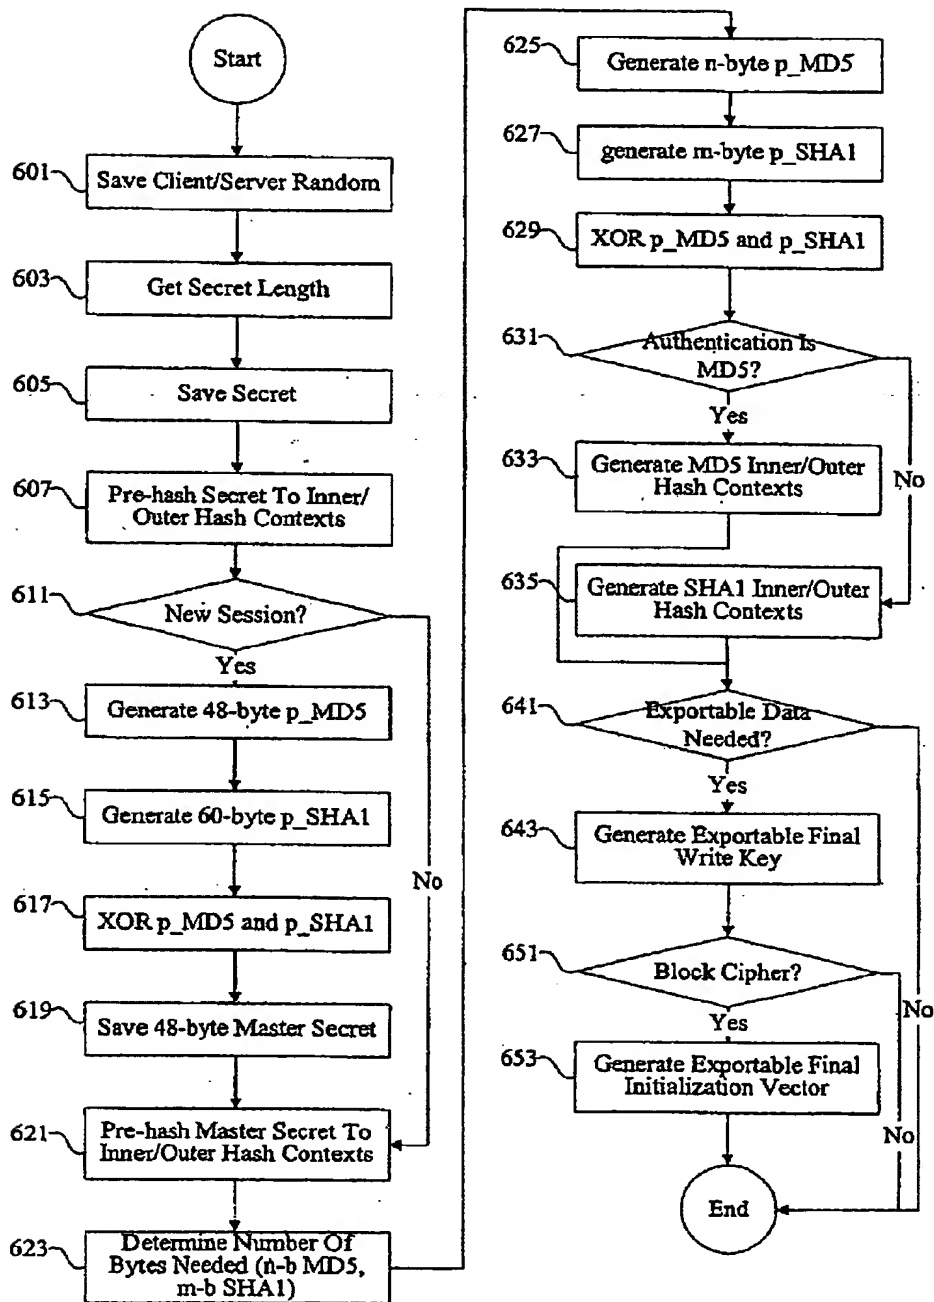 Start
601
Save Client/Server Random
603
Get Secret Length
605
Save Secret
607
Pre-hash Secret To Inner/
Outer Hash Contexts
611
New Session?
Yes
No
613
Generate 48-byte p_MD5
615
Generate 60-byte p_SHA1
617
XOR p_MD5 and p_SHA1
619
Save 48-byte Master Secret
621
Pre-hash Master Secret To
Inner/Outer Hash Contexts
623
Determine Number Of
Bytes Needed (n-b MD5,
m-b SHA1)
625
Generate n-byte p_MD5
627
generate m-byte p_SHA1
629
XOR p_MD5 and p_SHA1
631
Authentication Is
MD5?
Yes
No
633
Generate MD5 Inner/Outer
Hash Contexts
635
Generate SHA1 Inner/Outer
Hash Contexts
641
Exportable Data
Needed?
Yes
No
643
Generate Exportable Final
Write Key
651
Block Cipher?
Yes
No
653
Generate Exportable Final
Initialization Vector
End